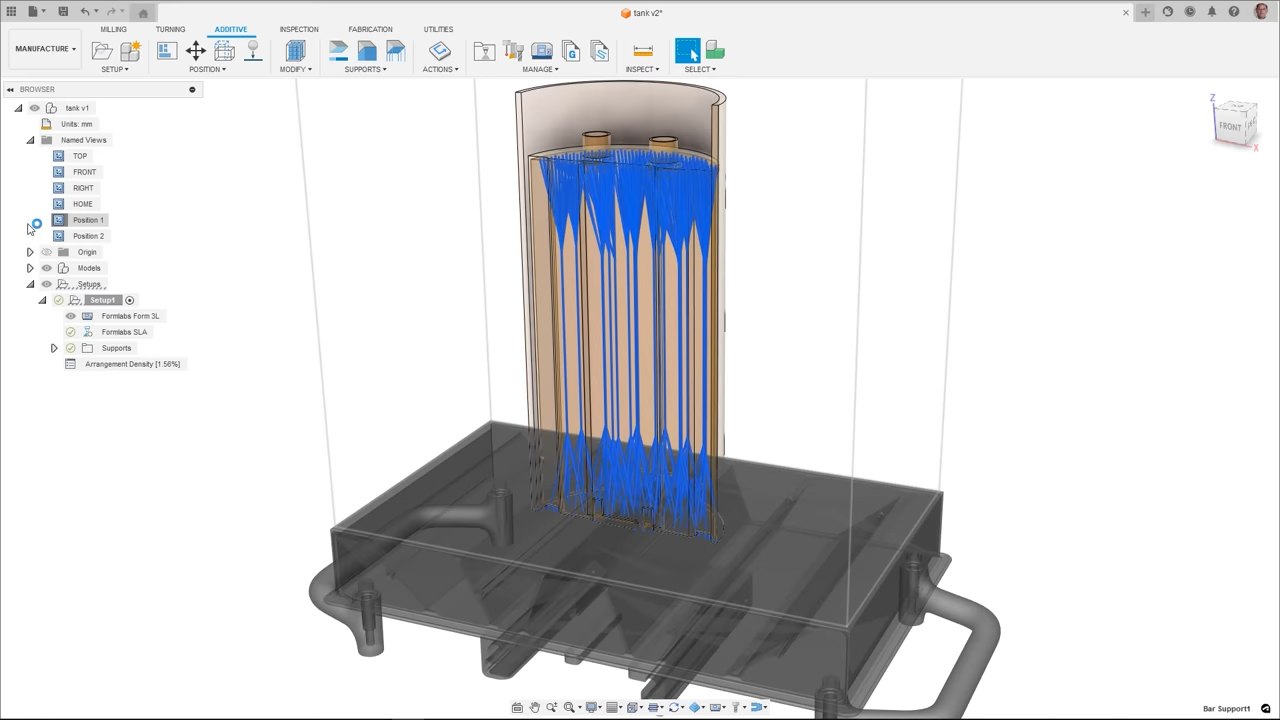 tank v2*
MILLING TURNING ADDITIVE INSPECTION FABRICATION UTILITIES
MANUFACTURE
SETUP POSITION MODIFY SUPPORTS ACTIONS MANAGE INSPECT SELECT
BROWSER
tank v1
Units: mm
Named Views
TOP
FRONT
RIGHT
HOME
Position 1
Position 2
Origin
Models
Setups
Setup1
Formlabs Form 3L
Formlabs SLA
Supports
Arrangement Density [1.56%]
Z
FRONT
X
Bar Support1